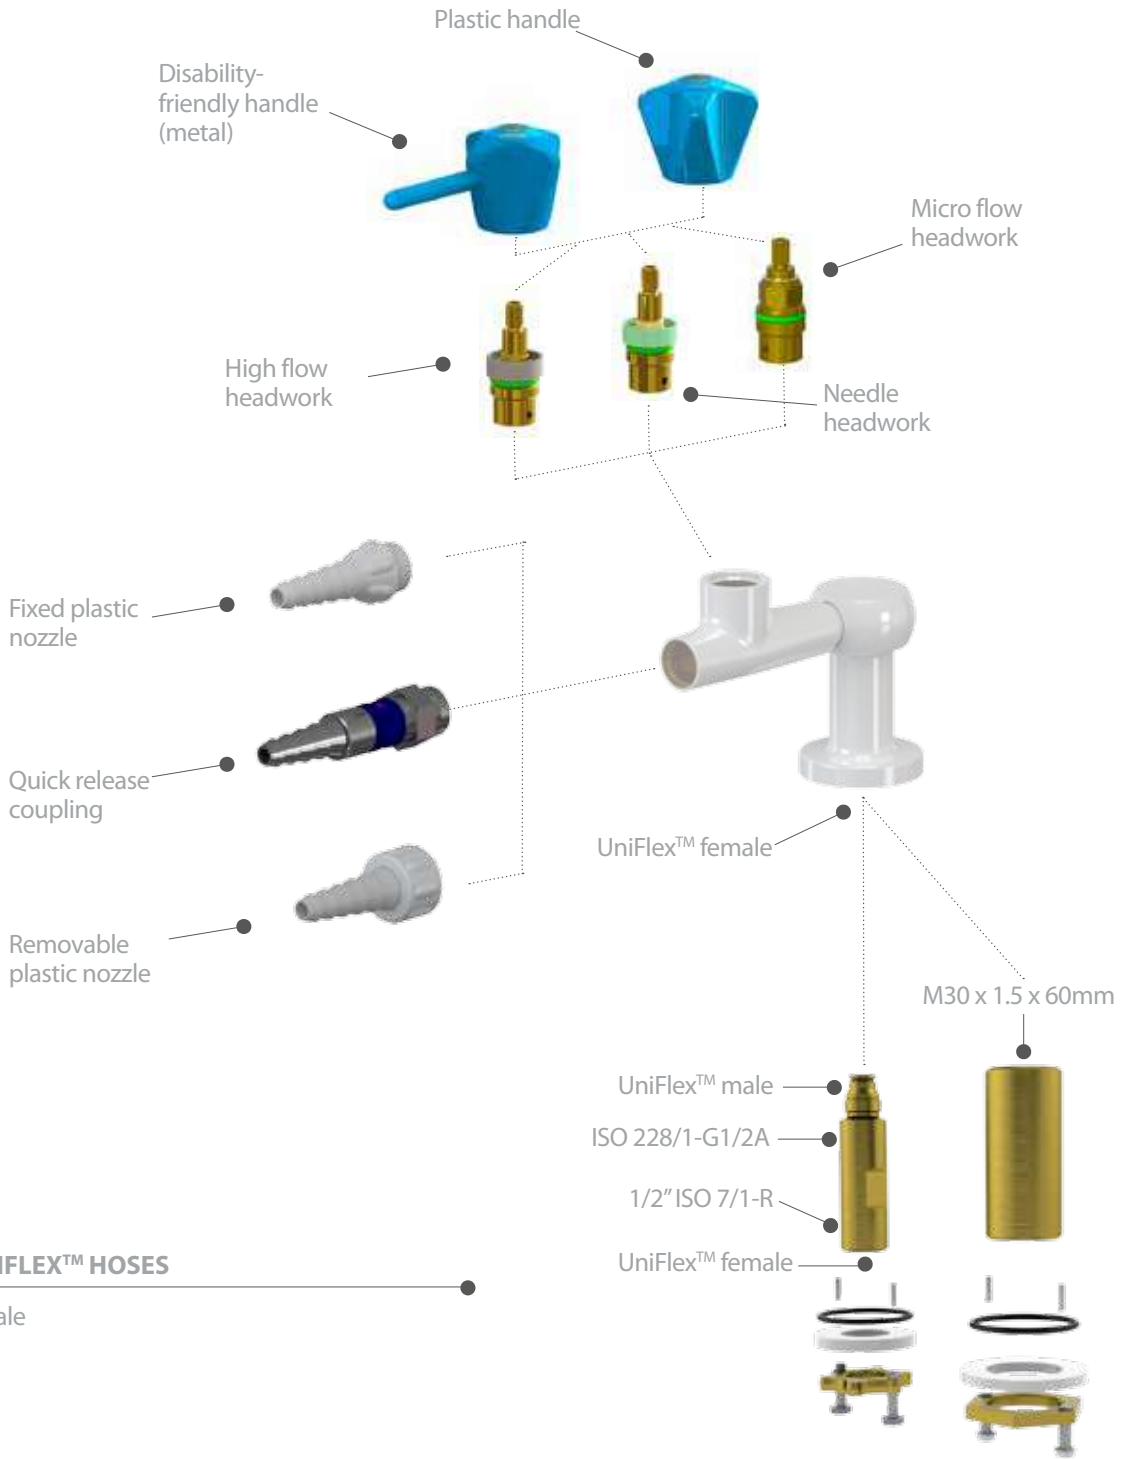 Plastic handle
Disability-
friendly handle
(metal)
Micro flow
headwork
High flow
headwork
Needle
headwork
Fixed plastic
nozzle
Quick release
coupling
UniFlex™ female
Removable
plastic nozzle
M30 x 1.5 x 60mm
UniFlex™ male
ISO 228/1-G1/2A
1/2” ISO 7/1-R
UniFlex™ female
IFLEX™ HOSES
ale